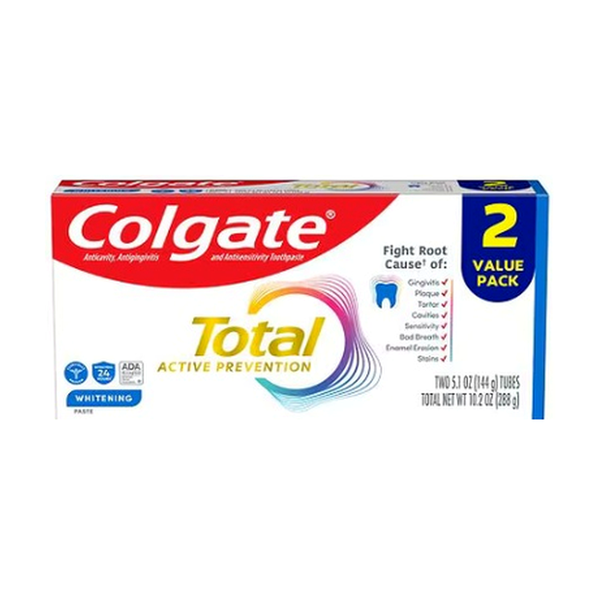 Colgate®
Anticavity, Antigingivitis
and Antisensitivity Toothpaste
Total
ACTIVE PREVENTION
24
ADA
WHITENING
PASTE
Fight Root
Cause† of:
Gingivitis ✓
Plaque ✓
Tartar ✓
Cavities ✓
Sensitivity ✓
Bad Breath ✓
Enamel Erosion ✓
Stains ✓
2
VALUE
PACK
TWO 5.1 OZ (144 g) TUBES
TOTAL NET WT 10.2 OZ (288 g)